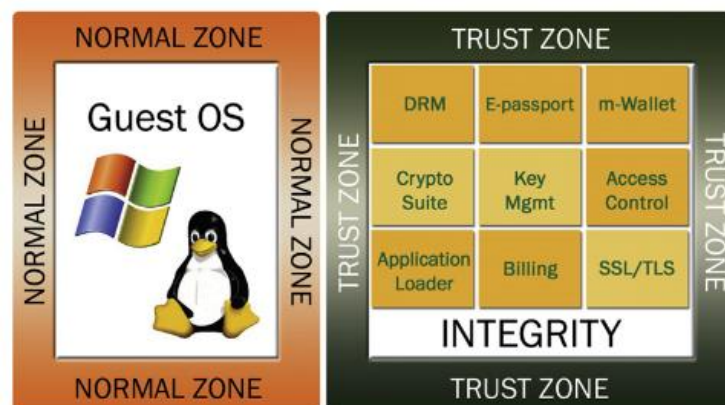 NORMAL ZONE
NORMAL ZONE
Guest OS
NORMAL ZONE
NORMAL ZONE
TRUST ZONE
TRUST ZONE
DRM
E-passport
m-Wallet
Crypto
Suite
Key
Mgmt
Access
Control
Application
Loader
Billing
SSL/TLS
INTEGRITY
TRUST ZONE
TRUST ZONE